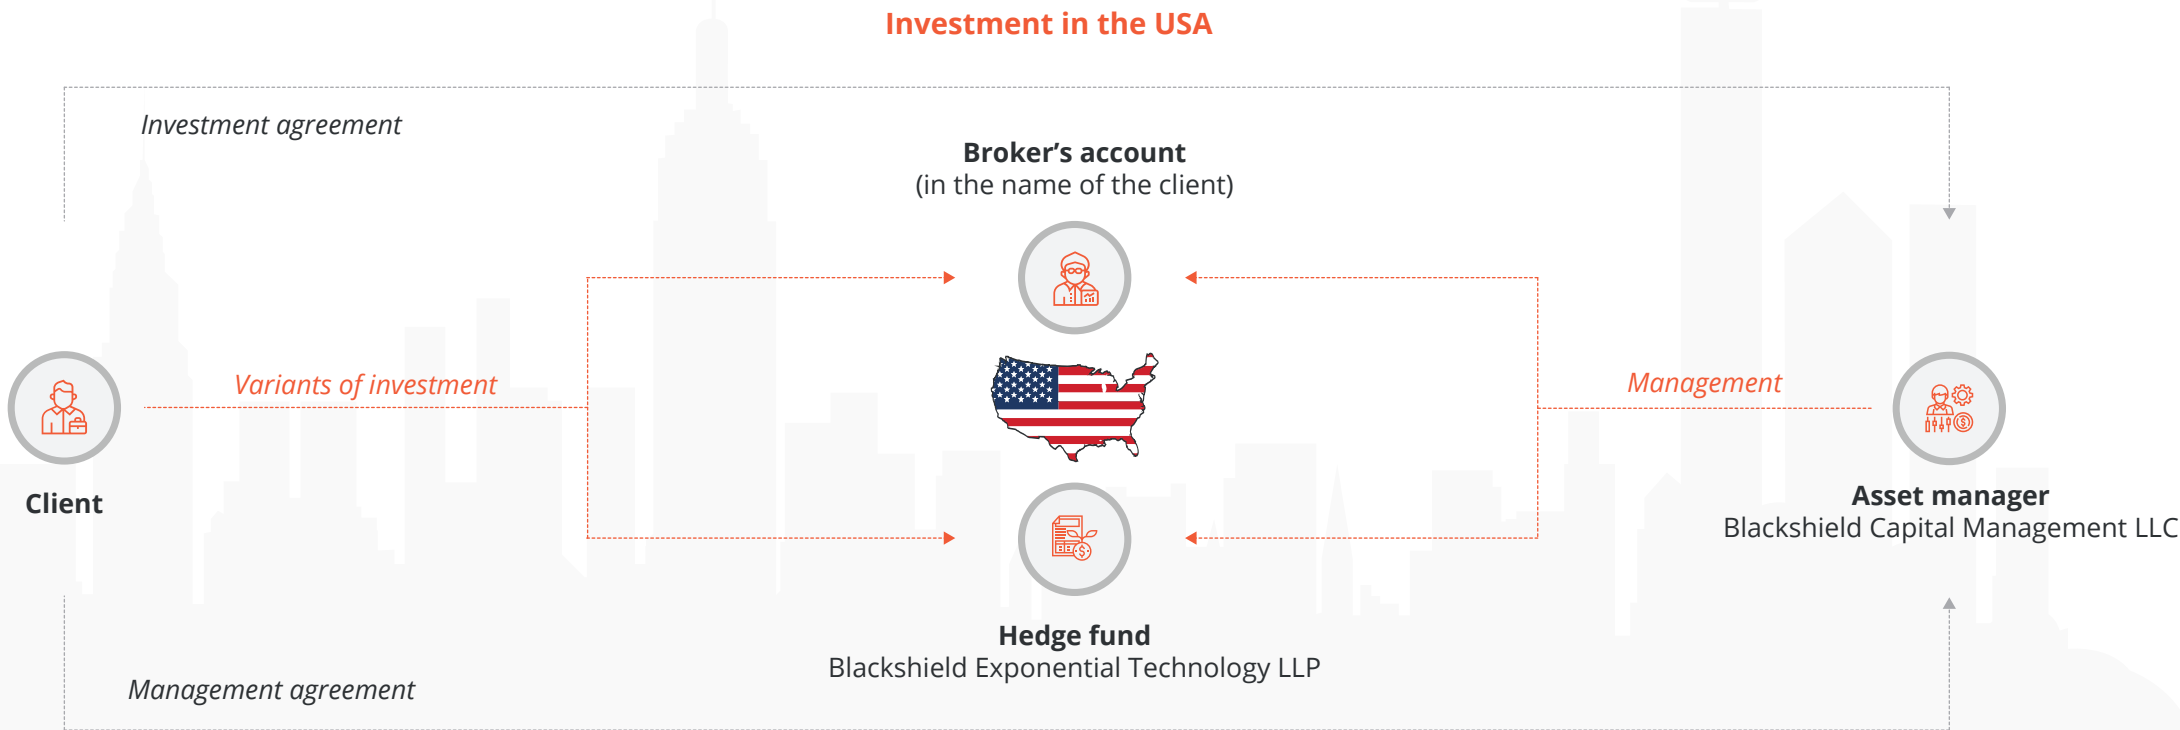 Investment in the USA
Investment agreement
Broker’s account
(in the name of the client)
Variants of investment
Management
Client
Asset manager
Blackshield Capital Management LLC
Hedge fund
Blackshield Exponential Technology LLP
Management agreement